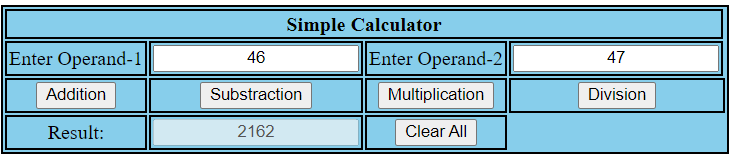 Simple Calculator
Enter Operand-1 46 Enter Operand-2 47
Addition Substraction Multiplication Division
Result: 2162 Clear All